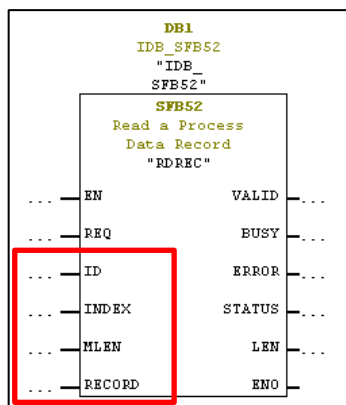 DB1
IDB_SFB52
"IDB_
SFB52"
SFB52
Read a Process
Data Record
"RDREC"
... EN VALID ...
... REQ BUSY ...
... ID ERROR ...
... INDEX STATUS ...
... MLEN LEN ...
... RECORD ENO